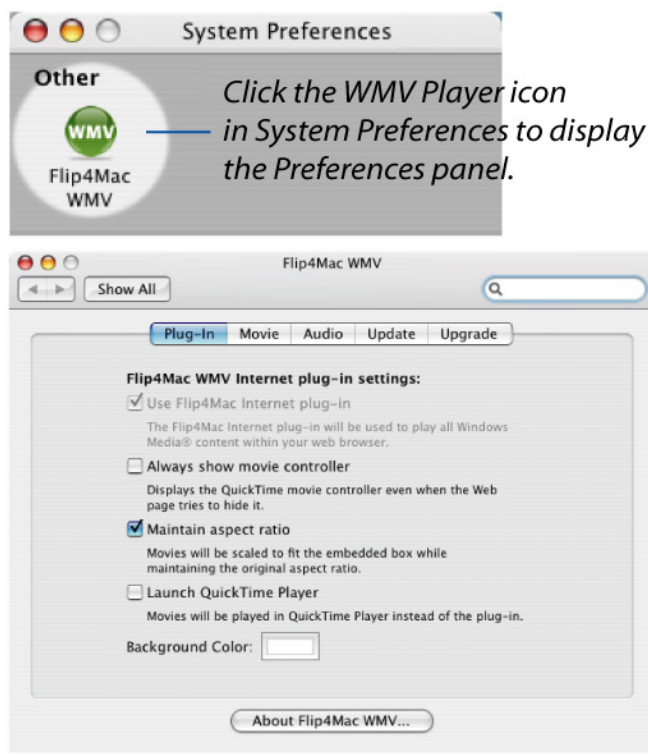 System Preferences
Other
Click the WMV Player icon
in System Preferences to display
the Preferences panel.
WMV
Flip4Mac
WMV
Flip4Mac WMV
Show All
Plug-In Movie Audio Update Upgrade
Flip4Mac WMV Internet plug-in settings:
Use Flip4Mac Internet plug-in
The Flip4Mac Internet plug-in will be used to play all Windows
Media® content within your web browser.
Always show movie controller
Displays the QuickTime movie controller even when the Web
page tries to hide it.
Maintain aspect ratio
Movies will be scaled to fit the embedded box while
maintaining the original aspect ratio.
Launch QuickTime Player
Movies will be played in QuickTime Player instead of the plug-in.
Background Color:
About Flip4Mac WMV...